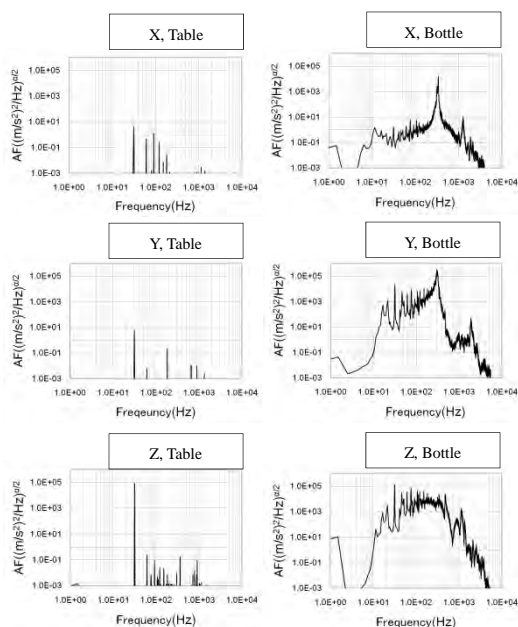 X, Table
AF((m/s²)²/Hz)^α/2
1.0E+05
1.0E+03
1.0E+01
1.0E-01
1.0E-03
1.0E+00 1.0E+01 1.0E+02 1.0E+03 1.0E+04
Frequency(Hz)
X, Bottle
AF((m/s²)²/Hz)^α/2
1.0E+05
1.0E+03
1.0E+01
1.0E-01
1.0E-03
1.0E+00 1.0E+01 1.0E+02 1.0E+03 1.0E+04
Frequency(Hz)
Y, Table
AF((m/s²)²/Hz)^α/2
1.0E+05
1.0E+03
1.0E+01
1.0E-01
1.0E-03
1.0E+00 1.0E+01 1.0E+02 1.0E+03 1.0E+04
Freqeuncy(Hz)
Y, Bottle
AF((m/s²)²/Hz)^α/2
1.0E+05
1.0E+03
1.0E+01
1.0E-01
1.0E-03
1.0E+00 1.0E+01 1.0E+02 1.0E+03 1.0E+04
Frequency(Hz)
Z, Table
AF((m/s²)²/Hz)^α/2
1.0E+05
1.0E+03
1.0E+01
1.0E-01
1.0E-03
1.0E+00 1.0E+01 1.0E+02 1.0E+03 1.0E+04
Frequency(Hz)
Z, Bottle
AF((m/s²)²/Hz)^α/2
1.0E+05
1.0E+03
1.0E+01
1.0E-01
1.0E-03
1.0E+00 1.0E+01 1.0E+02 1.0E+03 1.0E+04
Frequency(Hz)